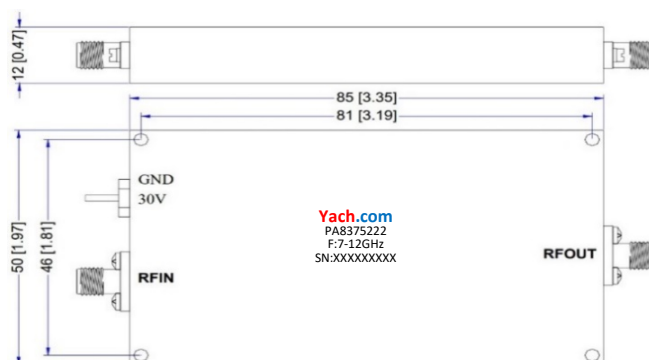 12 [0.47]
85 [3.35]
81 [3.19]
50 [1.97]
46 [1.81]
GND
30V
Yach.com
PA8375222
F:7-12GHz
SN:XXXXXXXXX
RFIN
RFOUT